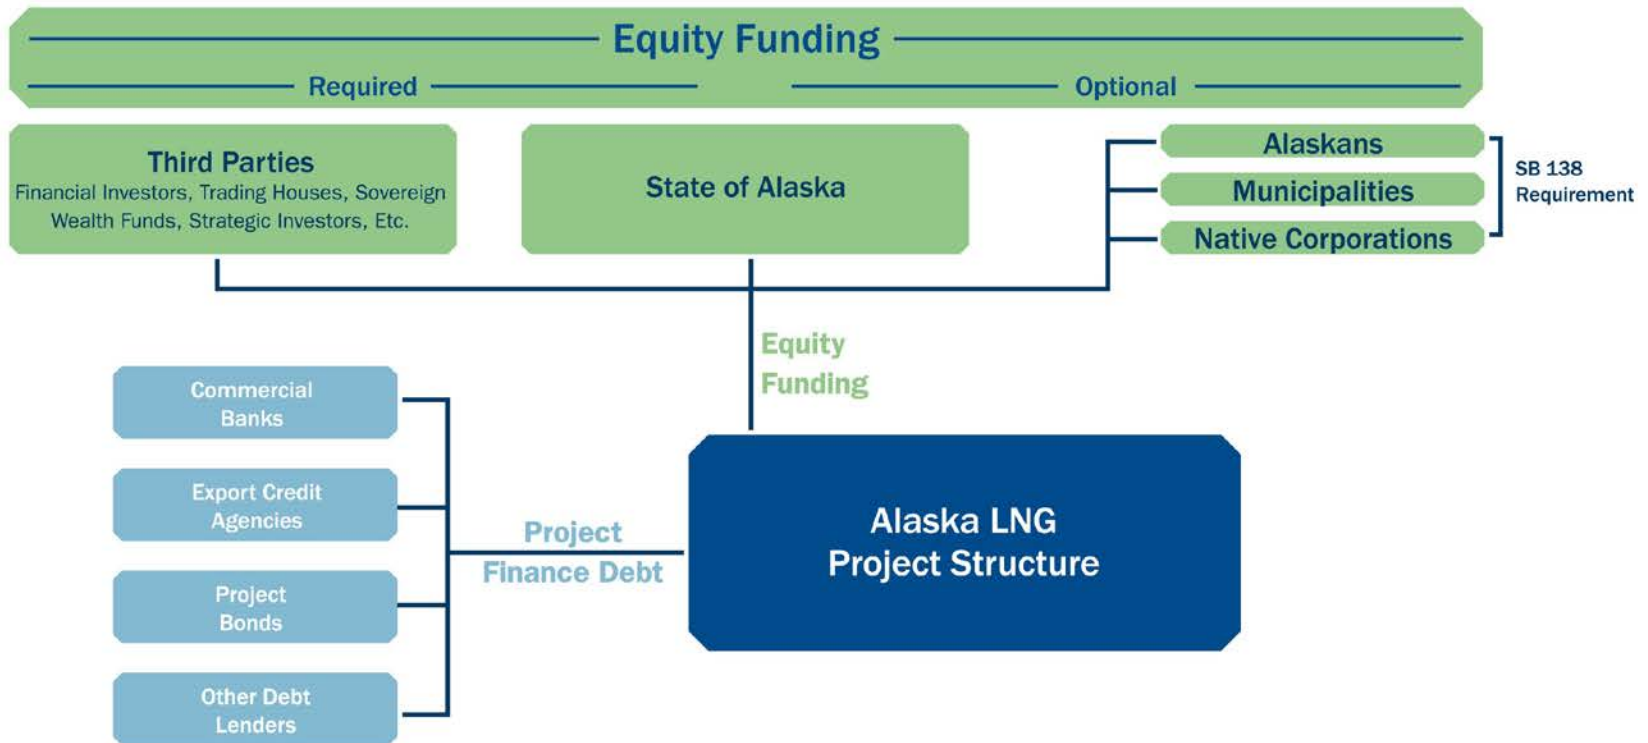 Equity Funding
Required
Optional
Third Parties
Financial Investors, Trading Houses, Sovereign
Wealth Funds, Strategic Investors, Etc.
State of Alaska
Alaskans
Municipalities
Native Corporations
SB 138
Requirement
Equity
Funding
Commercial
Banks
Export Credit
Agencies
Project
Bonds
Other Debt
Lenders
Project
Finance Debt
Alaska LNG
Project Structure